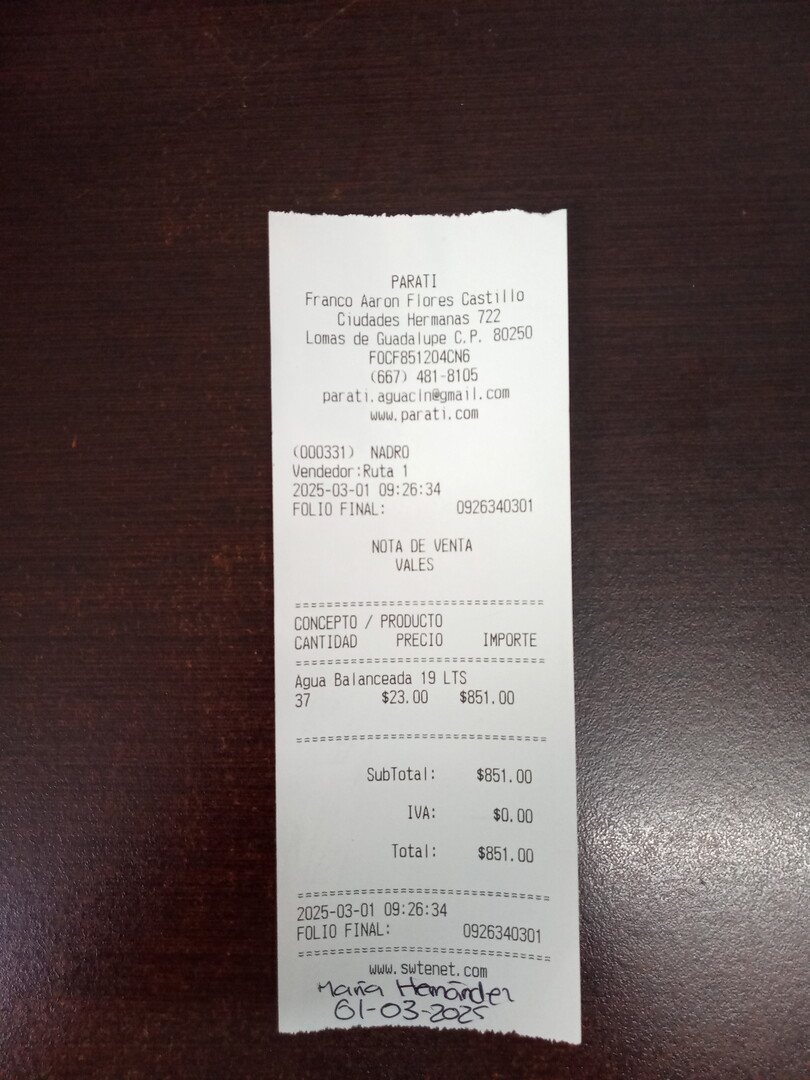 PARATI
Franco Aaron Flores Castillo
Ciudades Hermanas 722
Lomas de Guadalupe C.P. 80250
FOCF851204CN6
(667) 481-8105
parati.aguacln@gmail.com
www.parati.com
(000331) NADRO
Vendedor:Ruta 1
2025-03-01 09:26:34
FOLIO FINAL: 0926340301
NOTA DE VENTA
VALES
================================
CONCEPTO / PRODUCTO
CANTIDAD PRECIO IMPORTE
================================
Agua Balanceada 19 LTS
37 $23.00 $851.00
================================
SubTotal: $851.00
IVA: $0.00
Total: $851.00
================================
2025-03-01 09:26:34
FOLIO FINAL: 0926340301
================================
www.swtenet.com
María Hernández
01-03-2025